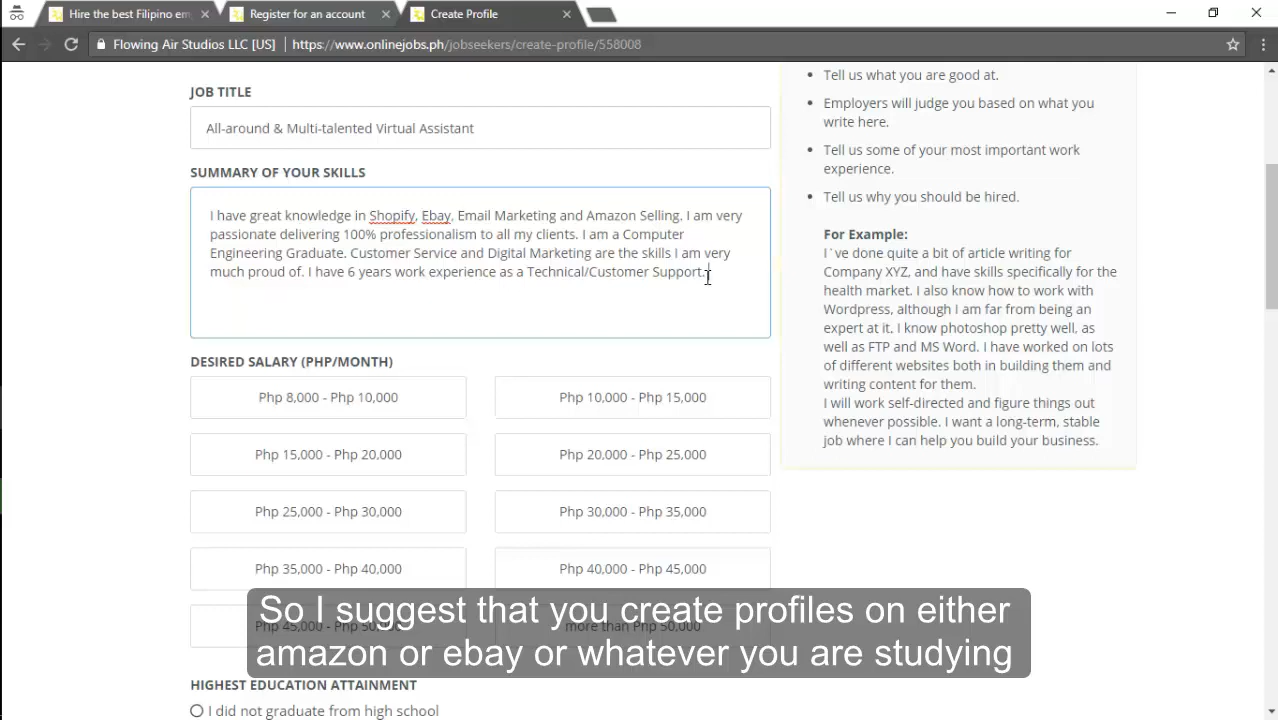 Hire the best Filipino em
Register for an account
Create Profile
Flowing Air Studios LLC [US]
https://www.onlinejobs.ph/jobseekers/create-profile/558008
JOB TITLE
All-around & Multi-talented Virtual Assistant
SUMMARY OF YOUR SKILLS
I have great knowledge in Shopify, Ebay, Email Marketing and Amazon Selling. I am very
passionate delivering 100% professionalism to all my clients. I am a Computer
Engineering Graduate. Customer Service and Digital Marketing are the skills I am very
much proud of. I have 6 years work experience as a Technical/Customer Support.
DESIRED SALARY (PHP/MONTH)
Php 8,000 - Php 10,000
Php 10,000 - Php 15,000
Php 15,000 - Php 20,000
Php 20,000 - Php 25,000
Php 25,000 - Php 30,000
Php 30,000 - Php 35,000
Php 35,000 - Php 40,000
Php 40,000 - Php 45,000
Php 45,000 - Php 50,000
more than Php 50,000
HIGHEST EDUCATION ATTAINMENT
I did not graduate from high school
Tell us what you are good at.
Employers will judge you based on what you
write here.
Tell us some of your most important work
experience.
Tell us why you should be hired.
For Example:
I´ve done quite a bit of article writing for
Company XYZ, and have skills specifically for the
health market. I also know how to work with
Wordpress, although I am far from being an
expert at it. I know photoshop pretty well, as
well as FTP and MS Word. I have worked on lots
of different websites both in building them and
writing content for them.
I will work self-directed and figure things out
whenever possible. I want a long-term, stable
job where I can help you build your business.
So I suggest that you create profiles on either
amazon or ebay or whatever you are studying